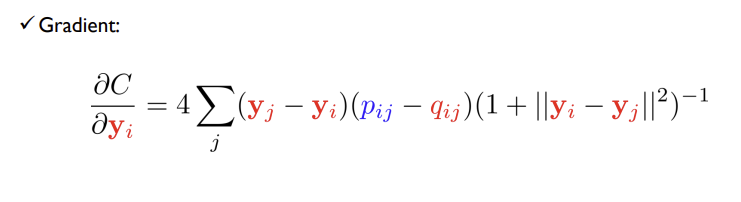 ✓ Gradient:
∂C/∂y_i = 4 ∑_j (y_j − y_i)(p_ij − q_ij)(1 + ||y_i − y_j||²)⁻¹